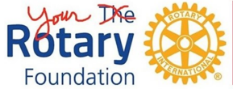 Your The
Rotary
Foundation
ROTARY
INTERNATIONAL
®